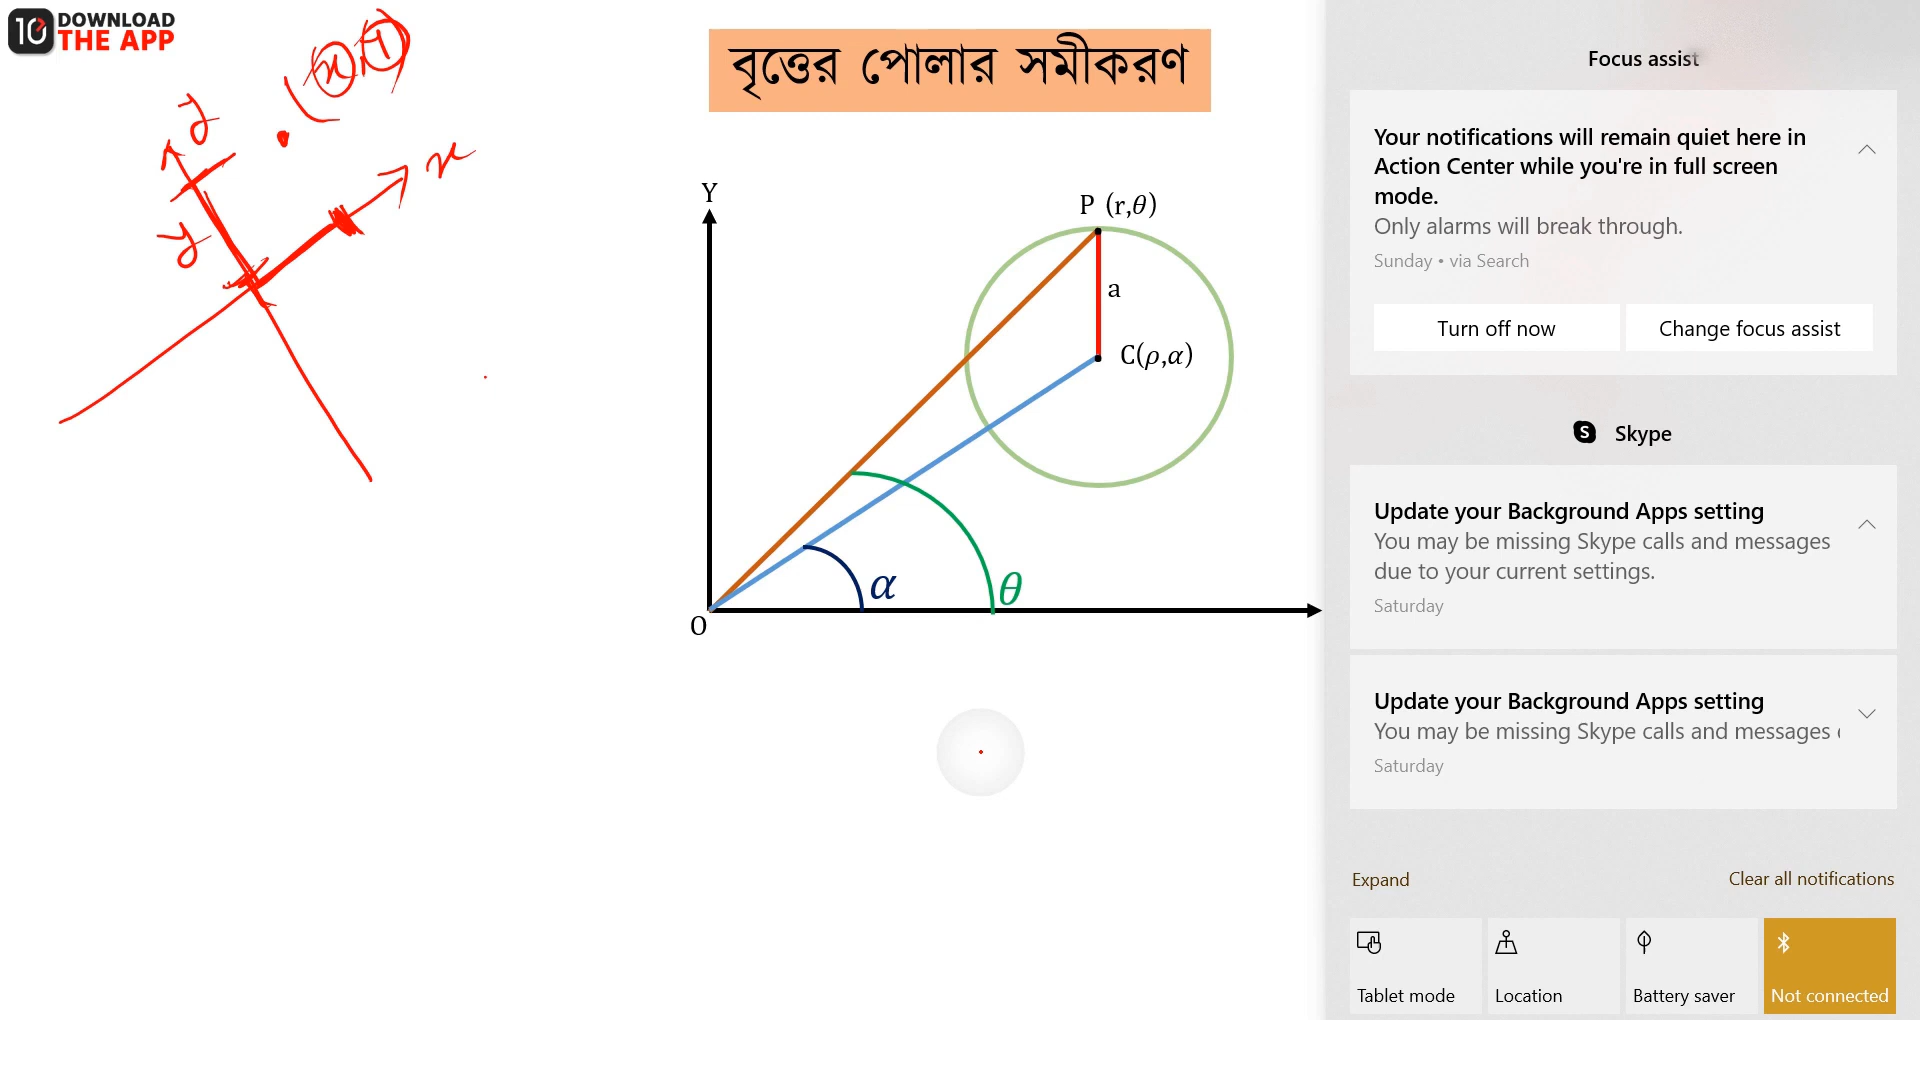 DOWNLOAD
THE APP
(x, y)
y
x
y
বৃত্তের পোলার সমীকরণ
Y
P (r,θ)
a
C(ρ,α)
α
θ
O
Focus assist
Your notifications will remain quiet here in
Action Center while you're in full screen
mode.
Only alarms will break through.
Sunday • via Search
Turn off now
Change focus assist
Skype
Update your Background Apps setting
You may be missing Skype calls and messages
due to your current settings.
Saturday
Update your Background Apps setting
You may be missing Skype calls and messages
Saturday
Expand
Clear all notifications
Tablet mode
Location
Battery saver
Not connected